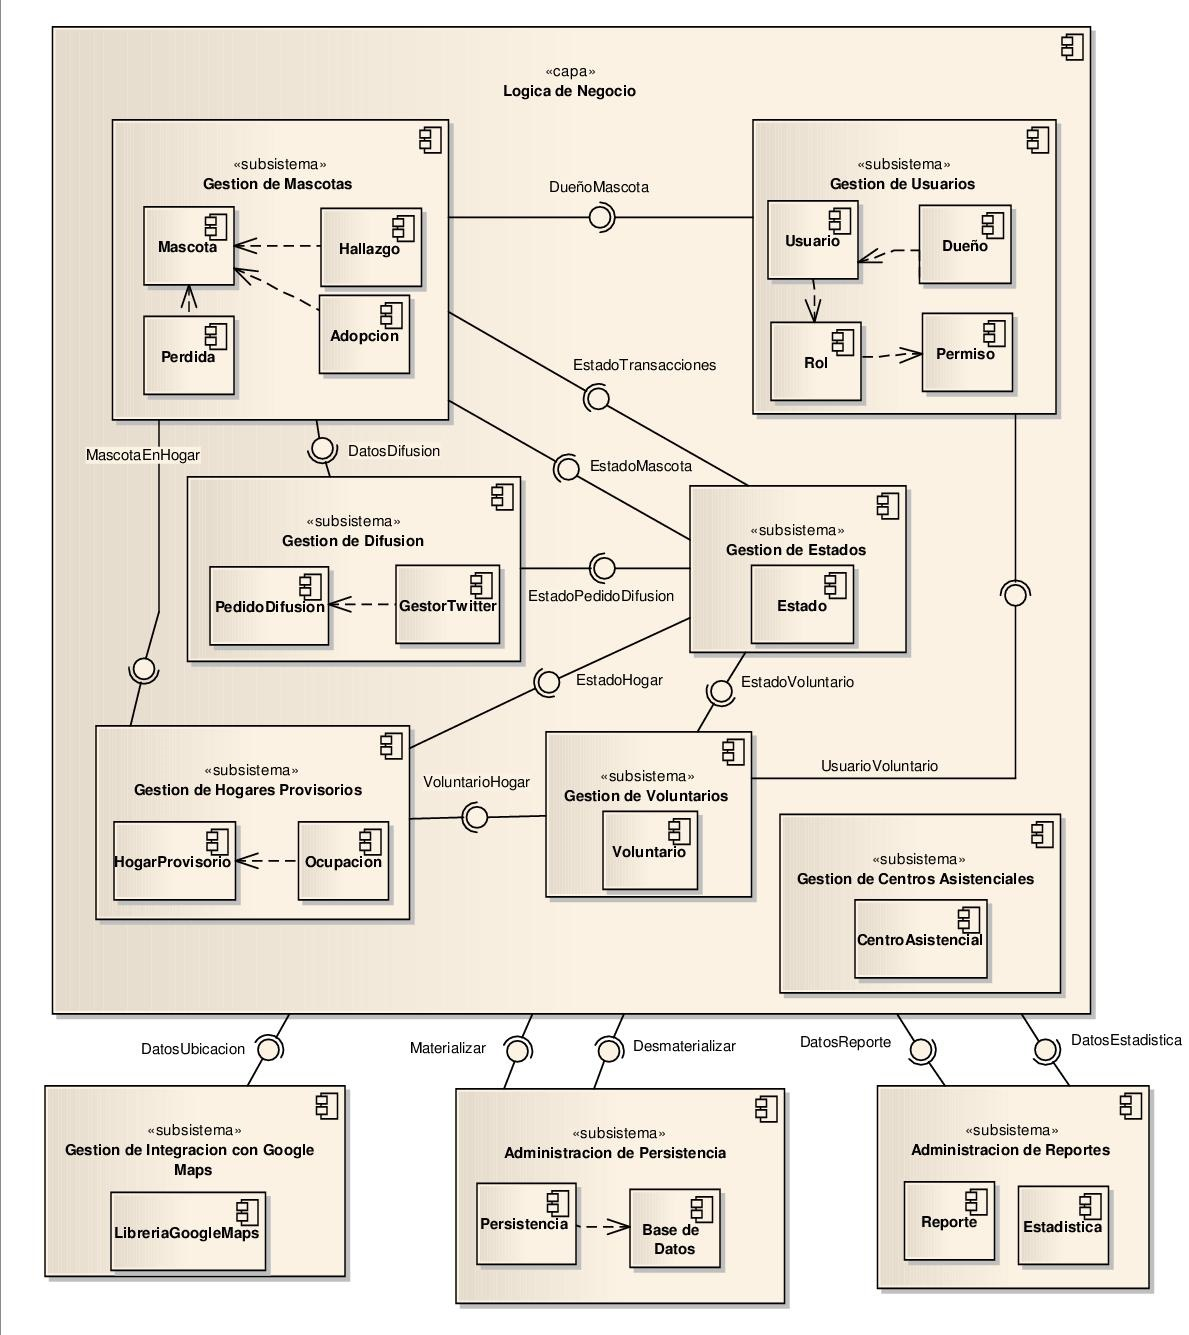 «capa»
Logica de Negocio
«subsistema»
Gestion de Mascotas
Mascota
Hallazgo
Perdida
Adopcion
DueñoMascota
«subsistema»
Gestion de Usuarios
Usuario
Dueño
Rol
Permiso
EstadoTransacciones
MascotaEnHogar
DatosDifusion
EstadoMascota
«subsistema»
Gestion de Difusion
PedidoDifusion
GestorTwitter
EstadoPedidoDifusion
«subsistema»
Gestion de Estados
Estado
EstadoHogar
EstadoVoluntario
UsuarioVoluntario
«subsistema»
Gestion de Hogares Provisorios
HogarProvisorio
Ocupacion
VoluntarioHogar
«subsistema»
Gestion de Voluntarios
Voluntario
«subsistema»
Gestion de Centros Asistenciales
CentroAsistencial
DatosUbicacion
Materializar
Desmaterializar
DatosReporte
DatosEstadistica
«subsistema»
Gestion de Integracion con Google
Maps
LibreriaGoogleMaps
«subsistema»
Administracion de Persistencia
Persistencia
Base de
Datos
«subsistema»
Administracion de Reportes
Reporte
Estadistica